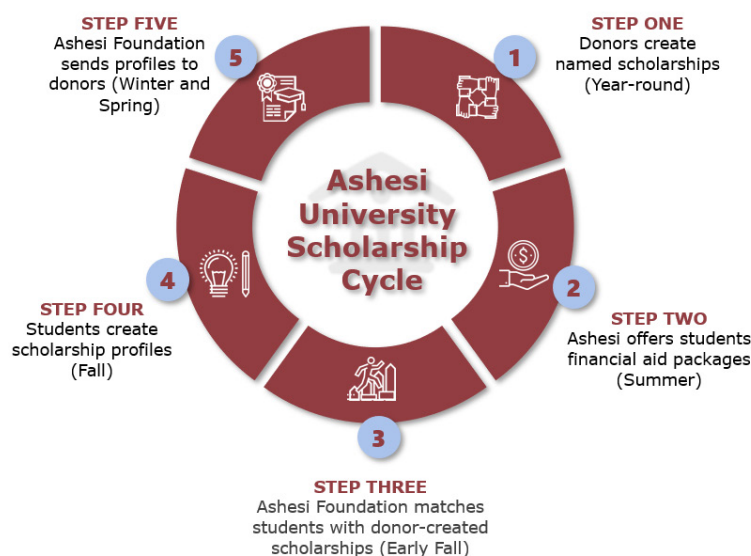 STEP FIVE
Ashesi Foundation
sends profiles to
donors (Winter and
Spring)
5
1
STEP ONE
Donors create
named scholarships
(Year-round)
Ashesi
University
Scholarship
Cycle
4
STEP FOUR
Students create
scholarship profiles
(Fall)
$
2
STEP TWO
Ashesi offers students
financial aid packages
(Summer)
3
STEP THREE
Ashesi Foundation matches
students with donor-created
scholarships (Early Fall)